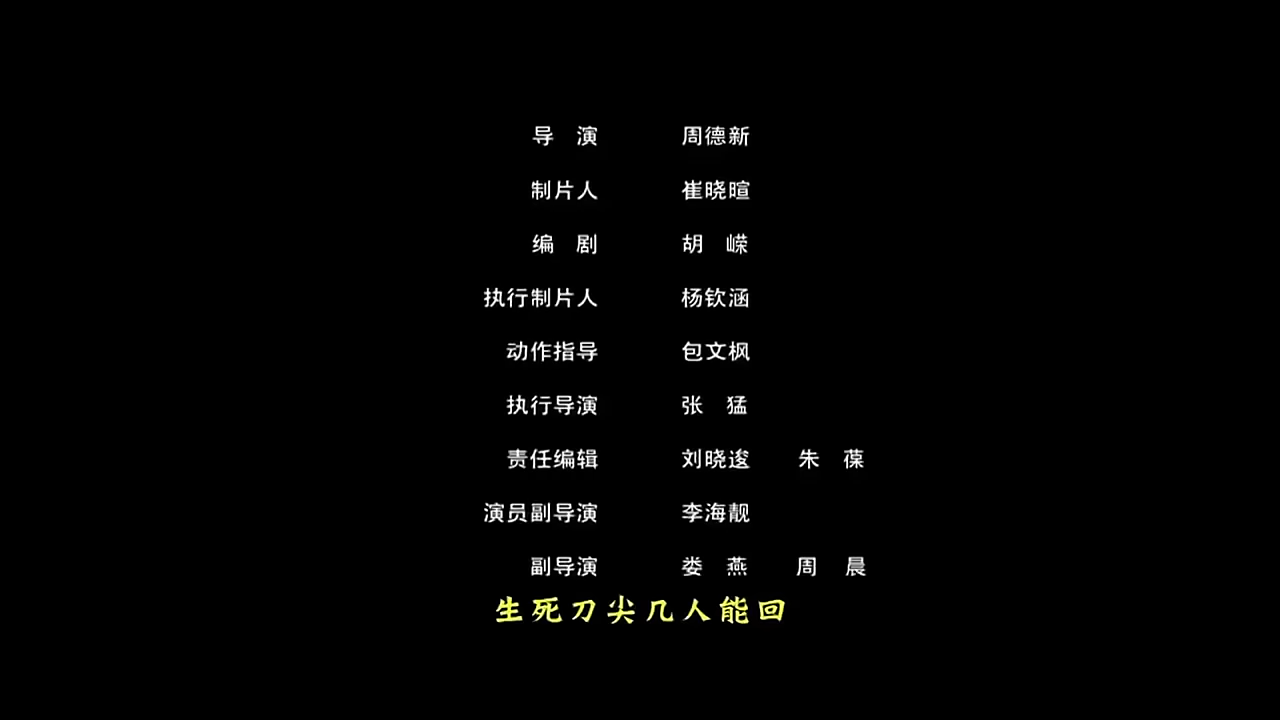 导 演 周德新
制片人 崔晓暄
编 剧 胡 嵘
执行制片人 杨钦涵
动作指导 包文枫
执行导演 张 猛
责任编辑 刘晓逡 朱 葆
演员副导演 李海靓
副导演 娄 燕 周 晨
生死刀尖几人能回